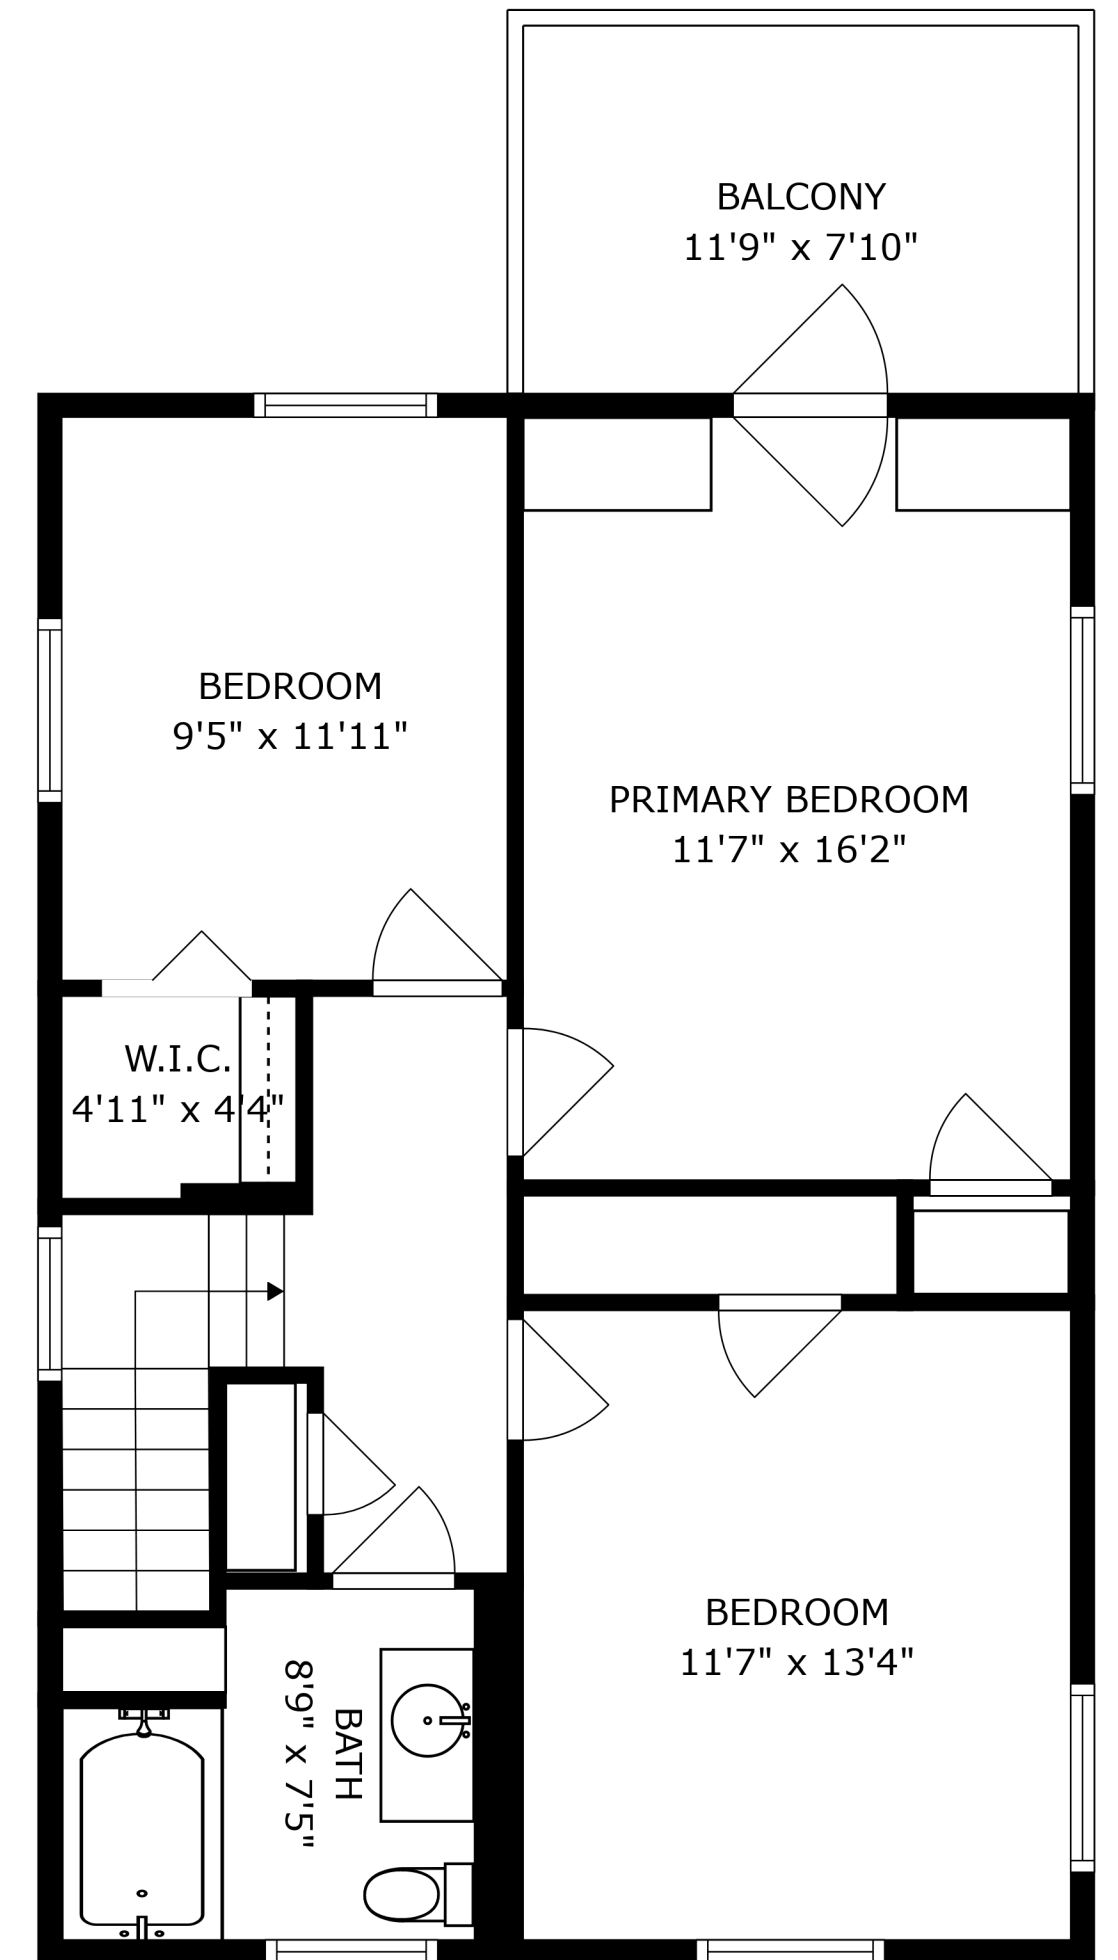 BALCONY
11'9" x 7'10"
BEDROOM
9'5" x 11'11"
PRIMARY BEDROOM
11'7" x 16'2"
W.I.C.
4'11" x 4'4"
BEDROOM
11'7" x 13'4"
BATH
8'9" x 7'5"